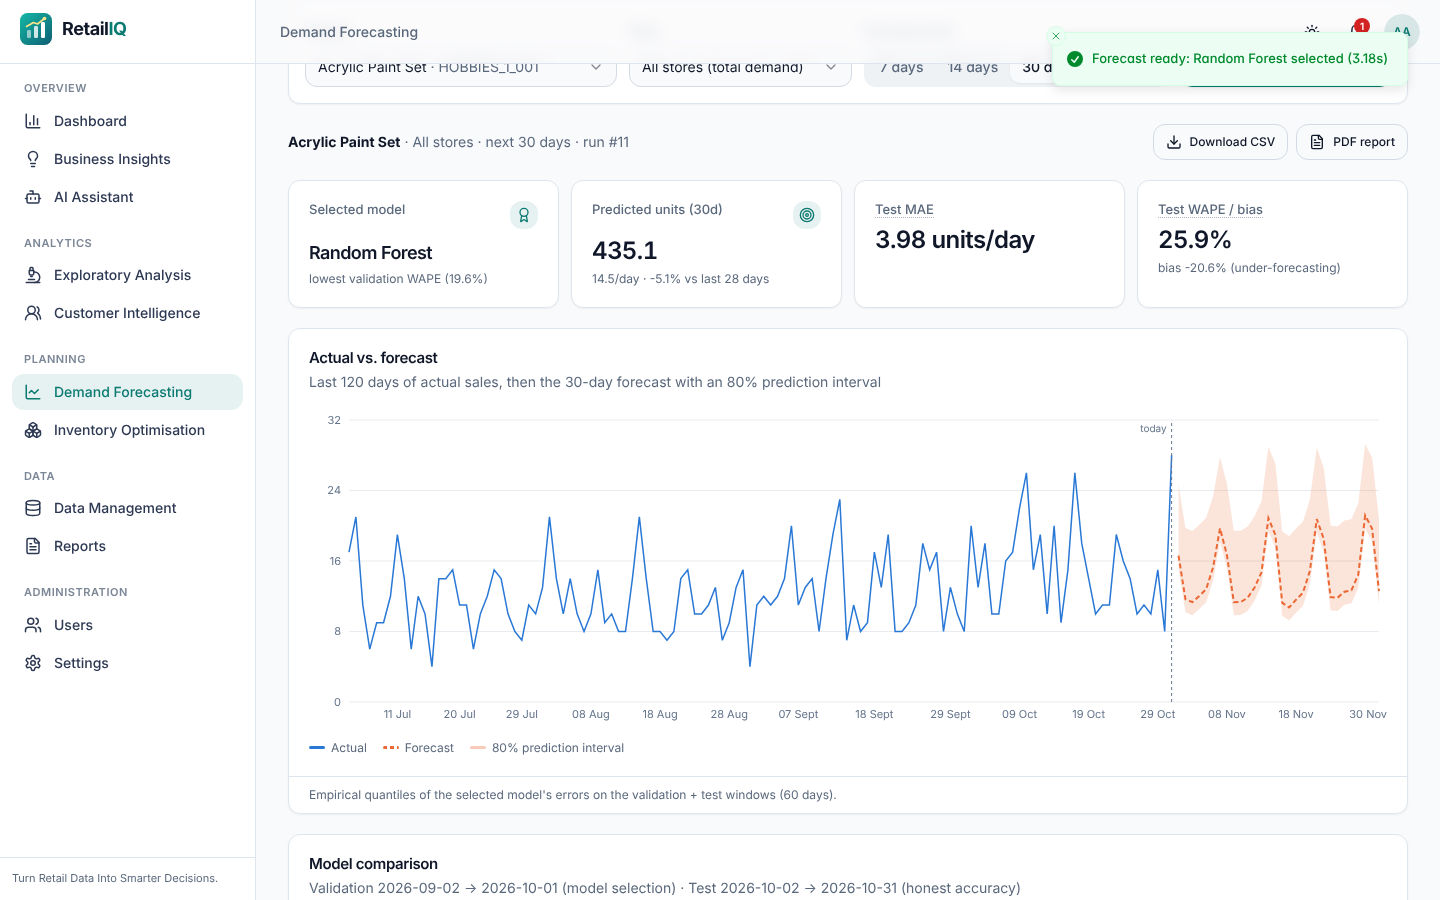 RetailIQ
Demand Forecasting
1
AA
Forecast ready: Random Forest selected (3.18s)
OVERVIEW
Dashboard
Business Insights
AI Assistant
ANALYTICS
Exploratory Analysis
Customer Intelligence
PLANNING
Demand Forecasting
Inventory Optimisation
DATA
Data Management
Reports
ADMINISTRATION
Users
Settings
Turn Retail Data Into Smarter Decisions.
Acrylic Paint Set · HOBBIES_1_001
All stores (total demand)
7 days
14 days
30 d
Acrylic Paint Set · All stores · next 30 days · run #11
Download CSV
PDF report
Selected model
Random Forest
lowest validation WAPE (19.6%)
Predicted units (30d)
435.1
14.5/day · -5.1% vs last 28 days
Test MAE
3.98 units/day
Test WAPE / bias
25.9%
bias -20.6% (under-forecasting)
Actual vs. forecast
Last 120 days of actual sales, then the 30-day forecast with an 80% prediction interval
32
24
16
8
0
today
11 Jul 20 Jul 29 Jul 08 Aug 18 Aug 28 Aug 07 Sept 18 Sept 29 Sept 09 Oct 19 Oct 29 Oct 08 Nov 18 Nov 30 Nov
Actual Forecast 80% prediction interval
Empirical quantiles of the selected model's errors on the validation + test windows (60 days).
Model comparison
Validation 2026-09-02 → 2026-10-01 (model selection) · Test 2026-10-02 → 2026-10-31 (honest accuracy)